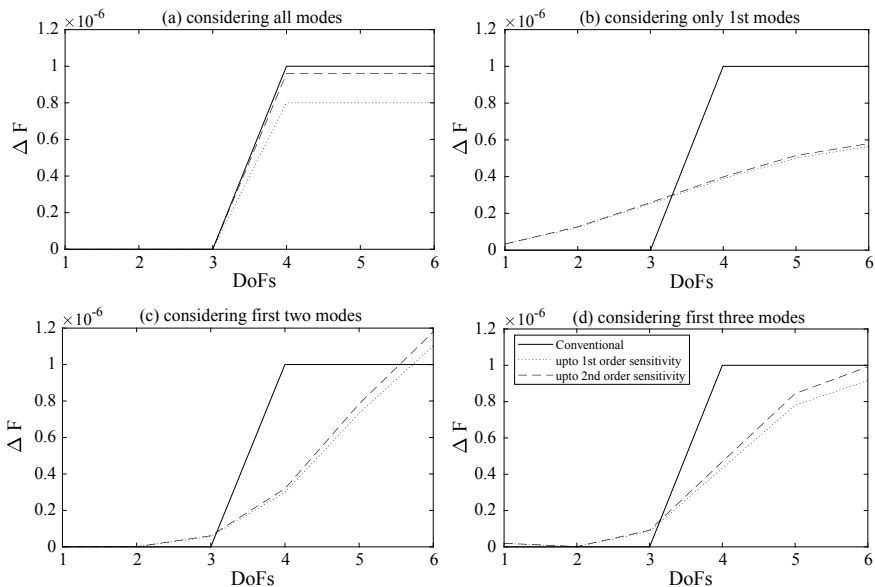 (a) considering all modes
×10⁻⁶
1.2
1
0.8
0.6
0.4
0.2
0
Δ F
1 2 3 4 5 6
DoFs
(b) considering only 1st modes
×10⁻⁶
1.2
1
0.8
0.6
0.4
0.2
0
Δ F
1 2 3 4 5 6
DoFs
(c) considering first two modes
×10⁻⁶
1.2
1
0.8
0.6
0.4
0.2
0
Δ F
1 2 3 4 5 6
DoFs
(d) considering first three modes
×10⁻⁶
1.2
1
0.8
0.6
0.4
0.2
0
Δ F
Conventional
upto 1st order sensitivity
upto 2nd order sensitivity
1 2 3 4 5 6
DoFs